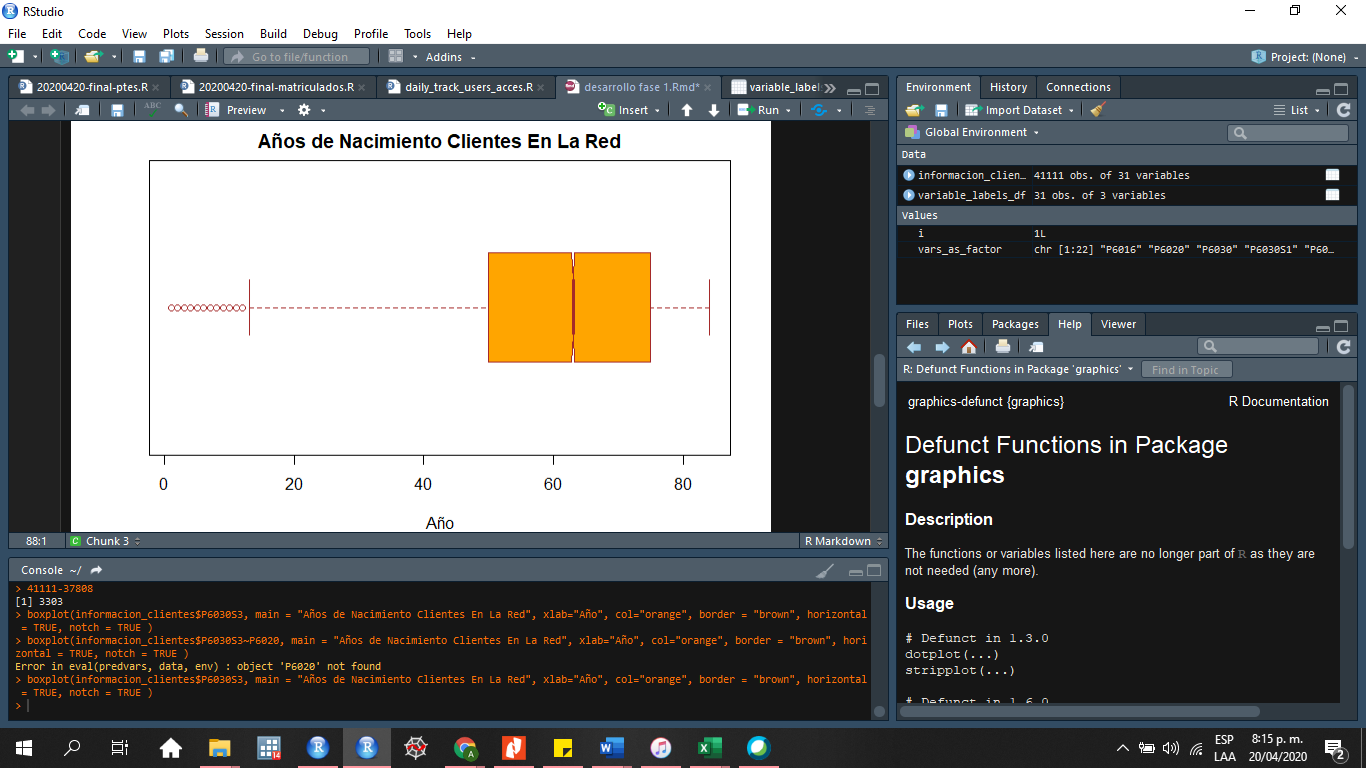 RStudio
File Edit Code View Plots Session Build Debug Profile Tools Help
Go to file/function Addins Project: (None)
20200420-final-ptes.R 20200420-final-matriculados.R daily_track_users_acces.R desarrollo fase 1.Rmd* variable_label
ABC Preview Insert Run
Años de Nacimiento Clientes En La Red
0 20 40 60 80
Año
88:1 C Chunk 3 R Markdown
Console ~/
> 41111-37808
[1] 3303
> boxplot(informacion_clientes$P6030S3, main = "Años de Nacimiento Clientes En La Red", xlab="Año", col="orange", border = "brown", horizontal
= TRUE, notch = TRUE )
> boxplot(informacion_clientes$P6030S3~P6020, main = "Años de Nacimiento Clientes En La Red", xlab="Año", col="orange", border = "brown", hori
zontal = TRUE, notch = TRUE )
Error in eval(predvars, data, env) : object 'P6020' not found
> boxplot(informacion_clientes$P6030S3, main = "Años de Nacimiento Clientes En La Red", xlab="Año", col="orange", border = "brown", horizontal
= TRUE, notch = TRUE )
>
Environment History Connections
Import Dataset List
Global Environment
Data
informacion_clien… 41111 obs. of 31 variables
variable_labels_df 31 obs. of 3 variables
Values
i 1L
vars_as_factor chr [1:22] "P6016" "P6020" "P6030" "P6030S1" "P60…
Files Plots Packages Help Viewer
R: Defunct Functions in Package 'graphics' Find in Topic
graphics-defunct {graphics} R Documentation
Defunct Functions in Package
graphics
Description
The functions or variables listed here are no longer part of R as they are
not needed (any more).
Usage
# Defunct in 1.3.0
dotplot(...)
stripplot(...)
# Defunct in 1.6.0
14
A
ESP 8:15 p. m.
LAA 20/04/2020 2